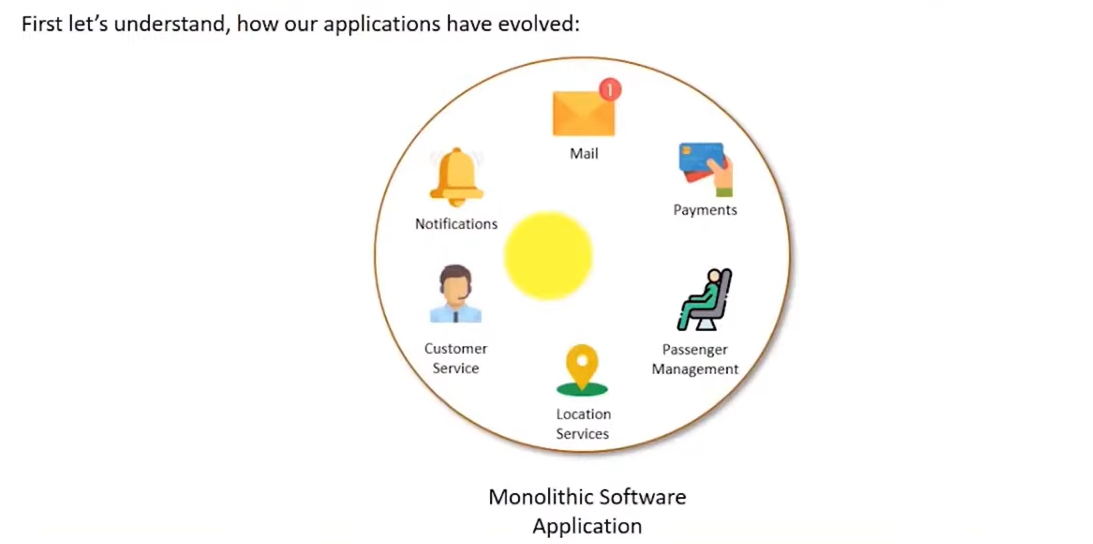 First let's understand, how our applications have evolved:
1
Mail
Payments
Notifications
Customer
Service
Passenger
Management
Location
Services
Monolithic Software
Application